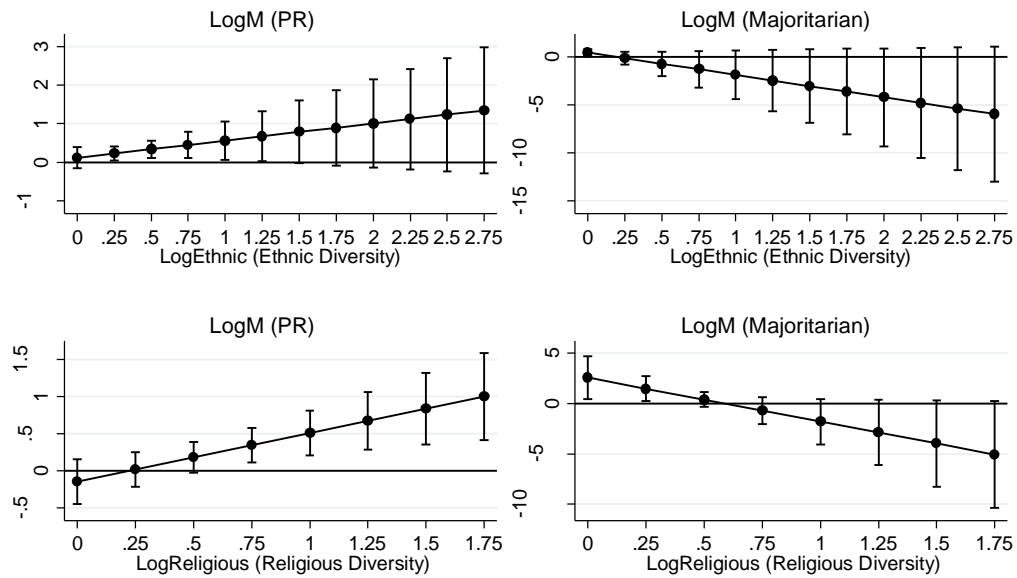 LogM (PR)
3
2
1
0
-1
0 .25 .5 .75 1 1.25 1.5 1.75 2 2.25 2.5 2.75
LogEthnic (Ethnic Diversity)
LogM (Majoritarian)
0
-5
-10
-15
0 .25 .5 .75 1 1.25 1.5 1.75 2 2.25 2.5 2.75
LogEthnic (Ethnic Diversity)
LogM (PR)
1.5
1
.5
0
-.5
0 .25 .5 .75 1 1.25 1.5 1.75
LogReligious (Religious Diversity)
LogM (Majoritarian)
5
0
-5
-10
0 .25 .5 .75 1 1.25 1.5 1.75
LogReligious (Religious Diversity)